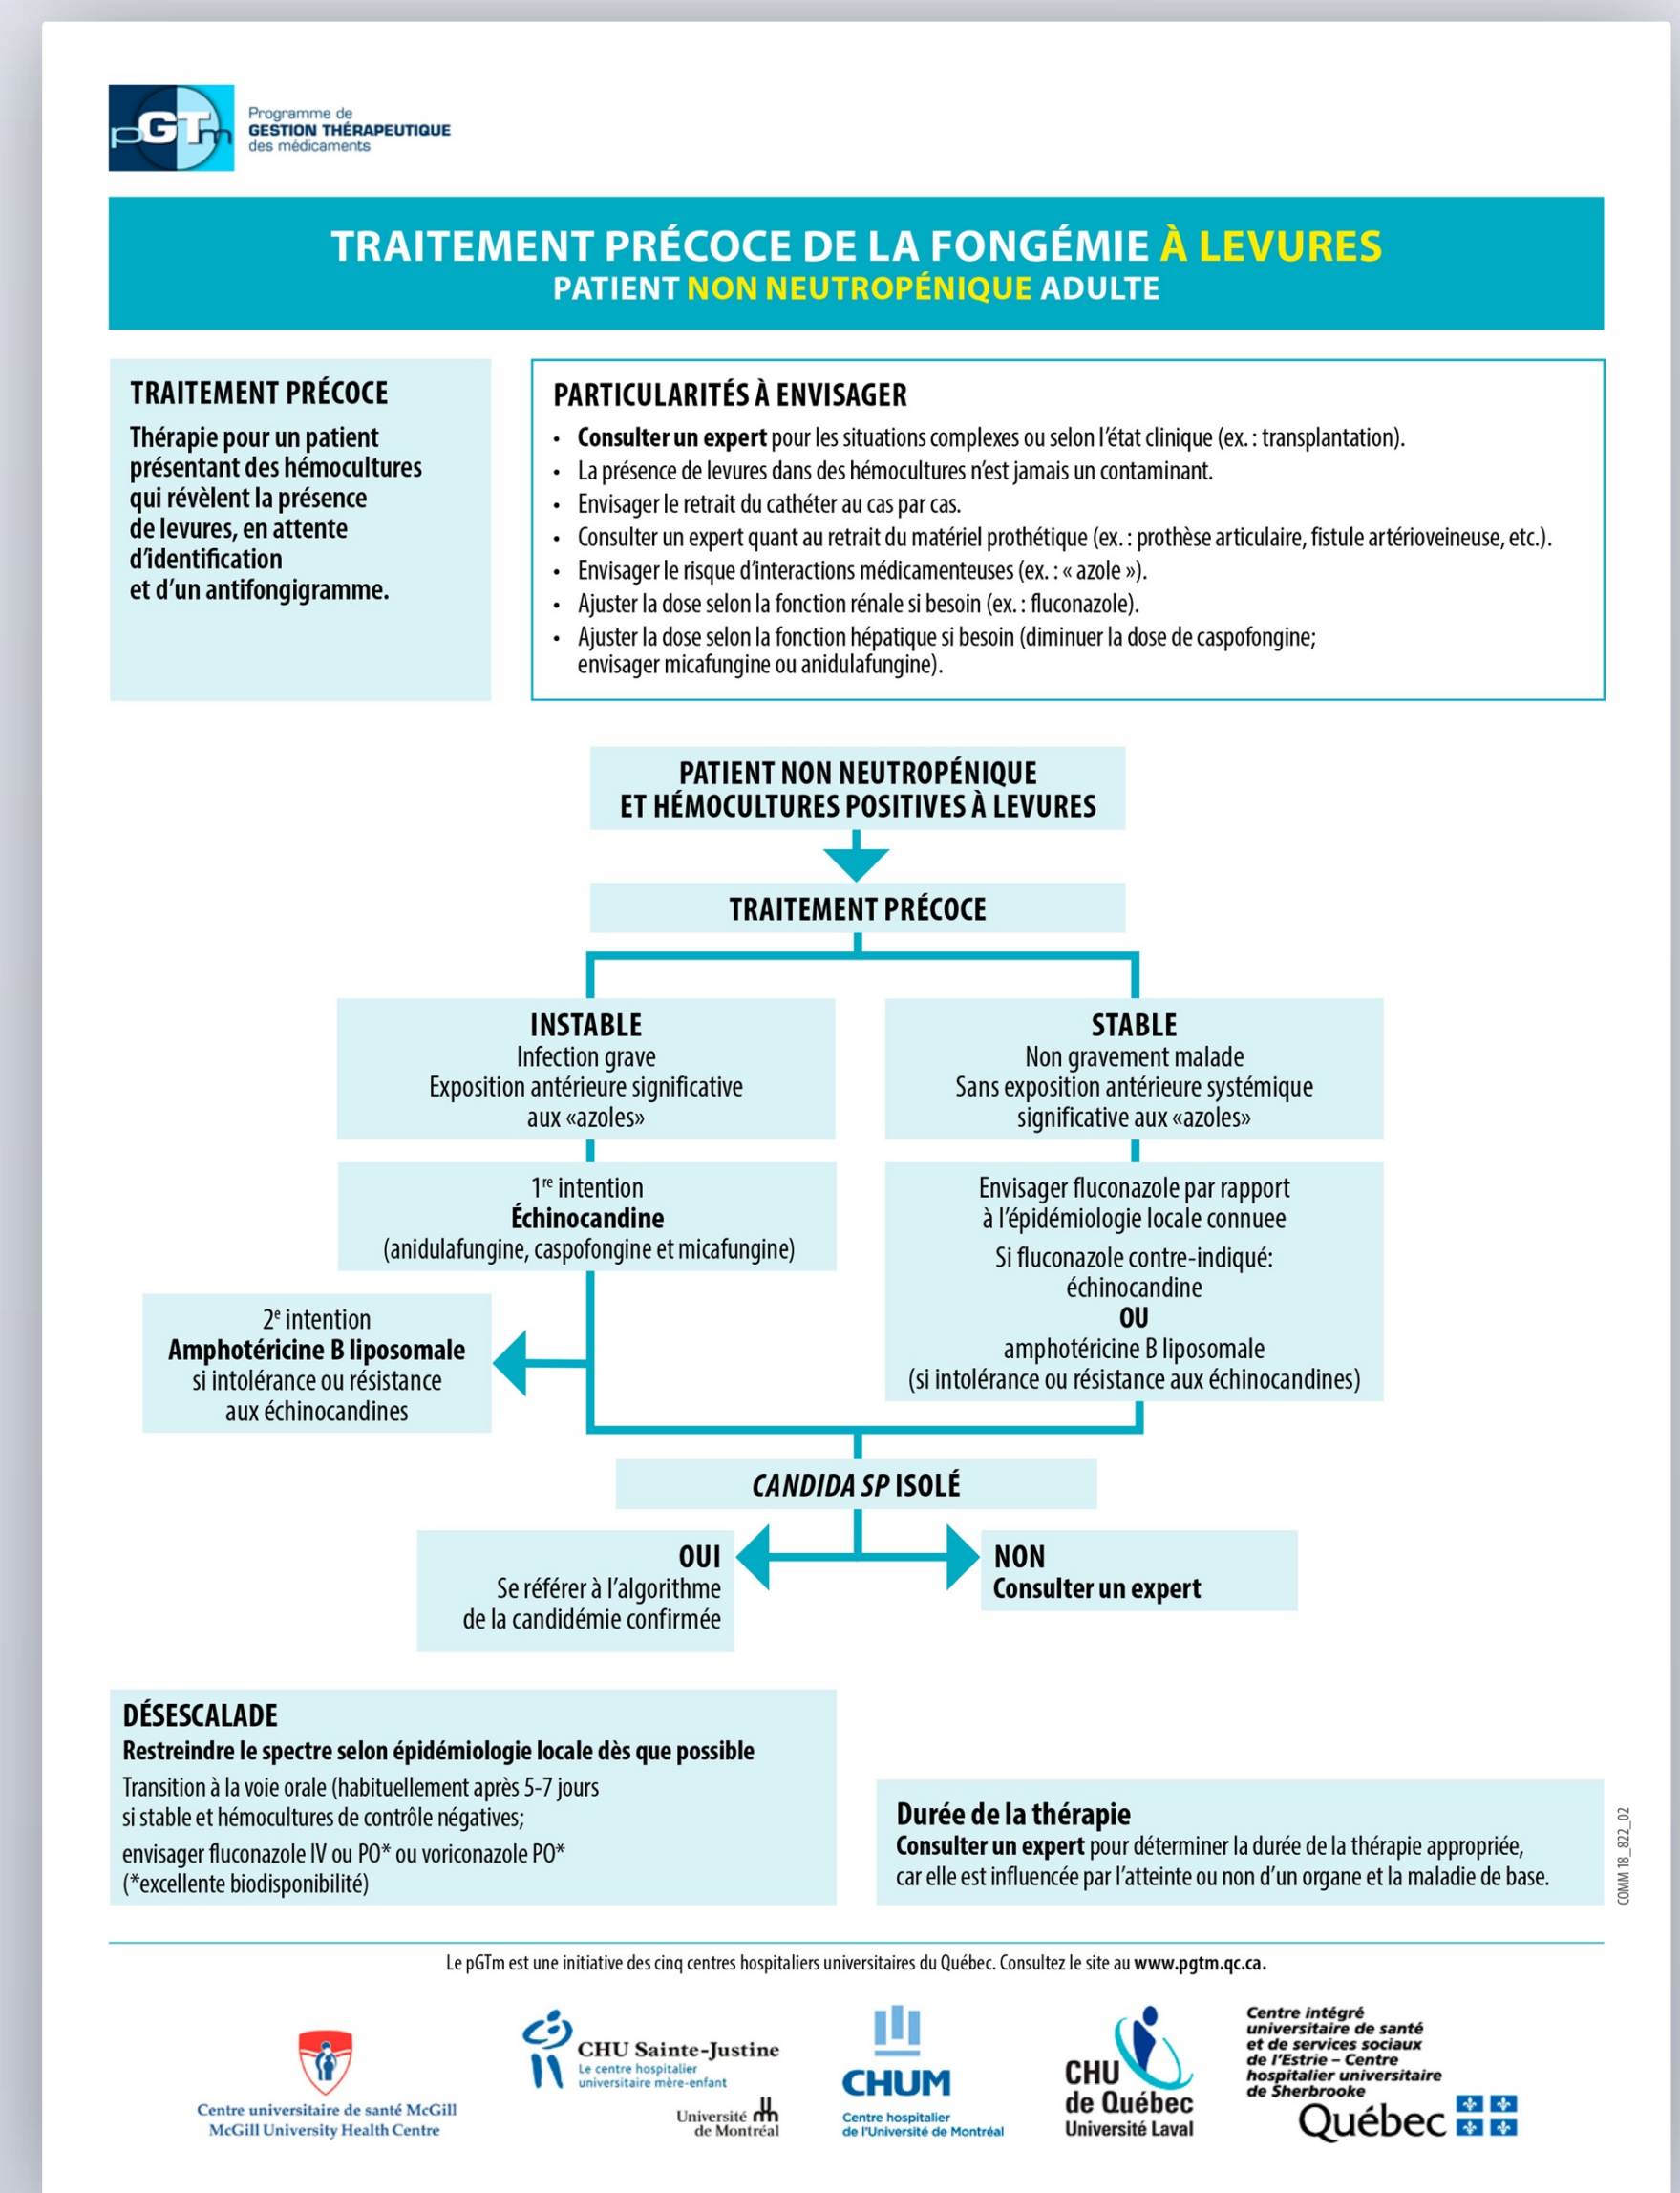 pGTm
Programme de
GESTION THÉRAPEUTIQUE
des médicaments
TRAITEMENT PRÉCOCE DE LA FONGÉMIE À LEVURES
PATIENT NON NEUTROPÉNIQUE ADULTE
TRAITEMENT PRÉCOCE
Thérapie pour un patient
présentant des hémocultures
qui révèlent la présence
de levures, en attente
d'identification
et d'un antifongigramme.
PARTICULARITÉS À ENVISAGER
• Consulter un expert pour les situations complexes ou selon l'état clinique (ex. : transplantation).
• La présence de levures dans des hémocultures n'est jamais un contaminant.
• Envisager le retrait du cathéter au cas par cas.
• Consulter un expert quant au retrait du matériel prothétique (ex. : prothèse articulaire, fistule artérioveineuse, etc.).
• Envisager le risque d'interactions médicamenteuses (ex. : « azole »).
• Ajuster la dose selon la fonction rénale si besoin (ex. : fluconazole).
• Ajuster la dose selon la fonction hépatique si besoin (diminuer la dose de caspofongine;
envisager micafungine ou anidulafungine).
PATIENT NON NEUTROPÉNIQUE
ET HÉMOCULTURES POSITIVES À LEVURES
TRAITEMENT PRÉCOCE
INSTABLE
Infection grave
Exposition antérieure significative
aux «azoles»
STABLE
Non gravement malade
Sans exposition antérieure systémique
significative aux «azoles»
1re intention
Échinocandine
(anidulafungine, caspofongine et micafungine)
Envisager fluconazole par rapport
à l'épidémiologie locale connuee
Si fluconazole contre-indiqué:
échinocandine
OU
amphotéricine B liposomale
(si intolérance ou résistance aux échinocandines)
2e intention
Amphotéricine B liposomale
si intolérance ou résistance
aux échinocandines
CANDIDA SP ISOLÉ
OUI
Se référer à l'algorithme
de la candidémie confirmée
NON
Consulter un expert
DÉSESCALADE
Restreindre le spectre selon épidémiologie locale dès que possible
Transition à la voie orale (habituellement après 5-7 jours
si stable et hémocultures de contrôle négatives;
envisager fluconazole IV ou PO* ou voriconazole PO*
(*excellente biodisponibilité)
Durée de la thérapie
Consulter un expert pour déterminer la durée de la thérapie appropriée,
car elle est influencée par l'atteinte ou non d'un organe et la maladie de base.
COMM 18_822_02
Le pGTm est une initiative des cinq centres hospitaliers universitaires du Québec. Consultez le site au www.pgtm.qc.ca.
Centre universitaire de santé McGill
McGill University Health Centre
CHU Sainte-Justine
Le centre hospitalier
universitaire mère-enfant
Université
de Montréal
CHUM
Centre hospitalier
de l'Université de Montréal
CHU
de Québec
Université Laval
Centre intégré
universitaire de santé
et de services sociaux
de l'Estrie – Centre
hospitalier universitaire
de Sherbrooke
Québec